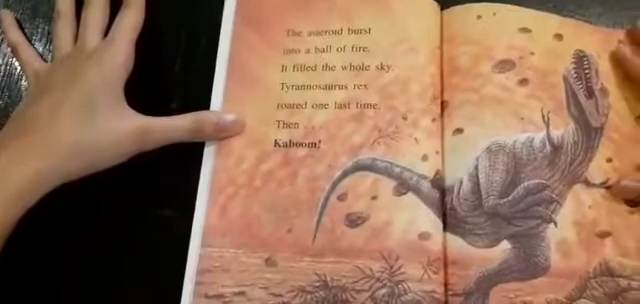 The asteroid burst
into a ball of fire.
It filled the whole sky.
Tyrannosaurus rex
roared one last time.
Then . . .
Kaboom!